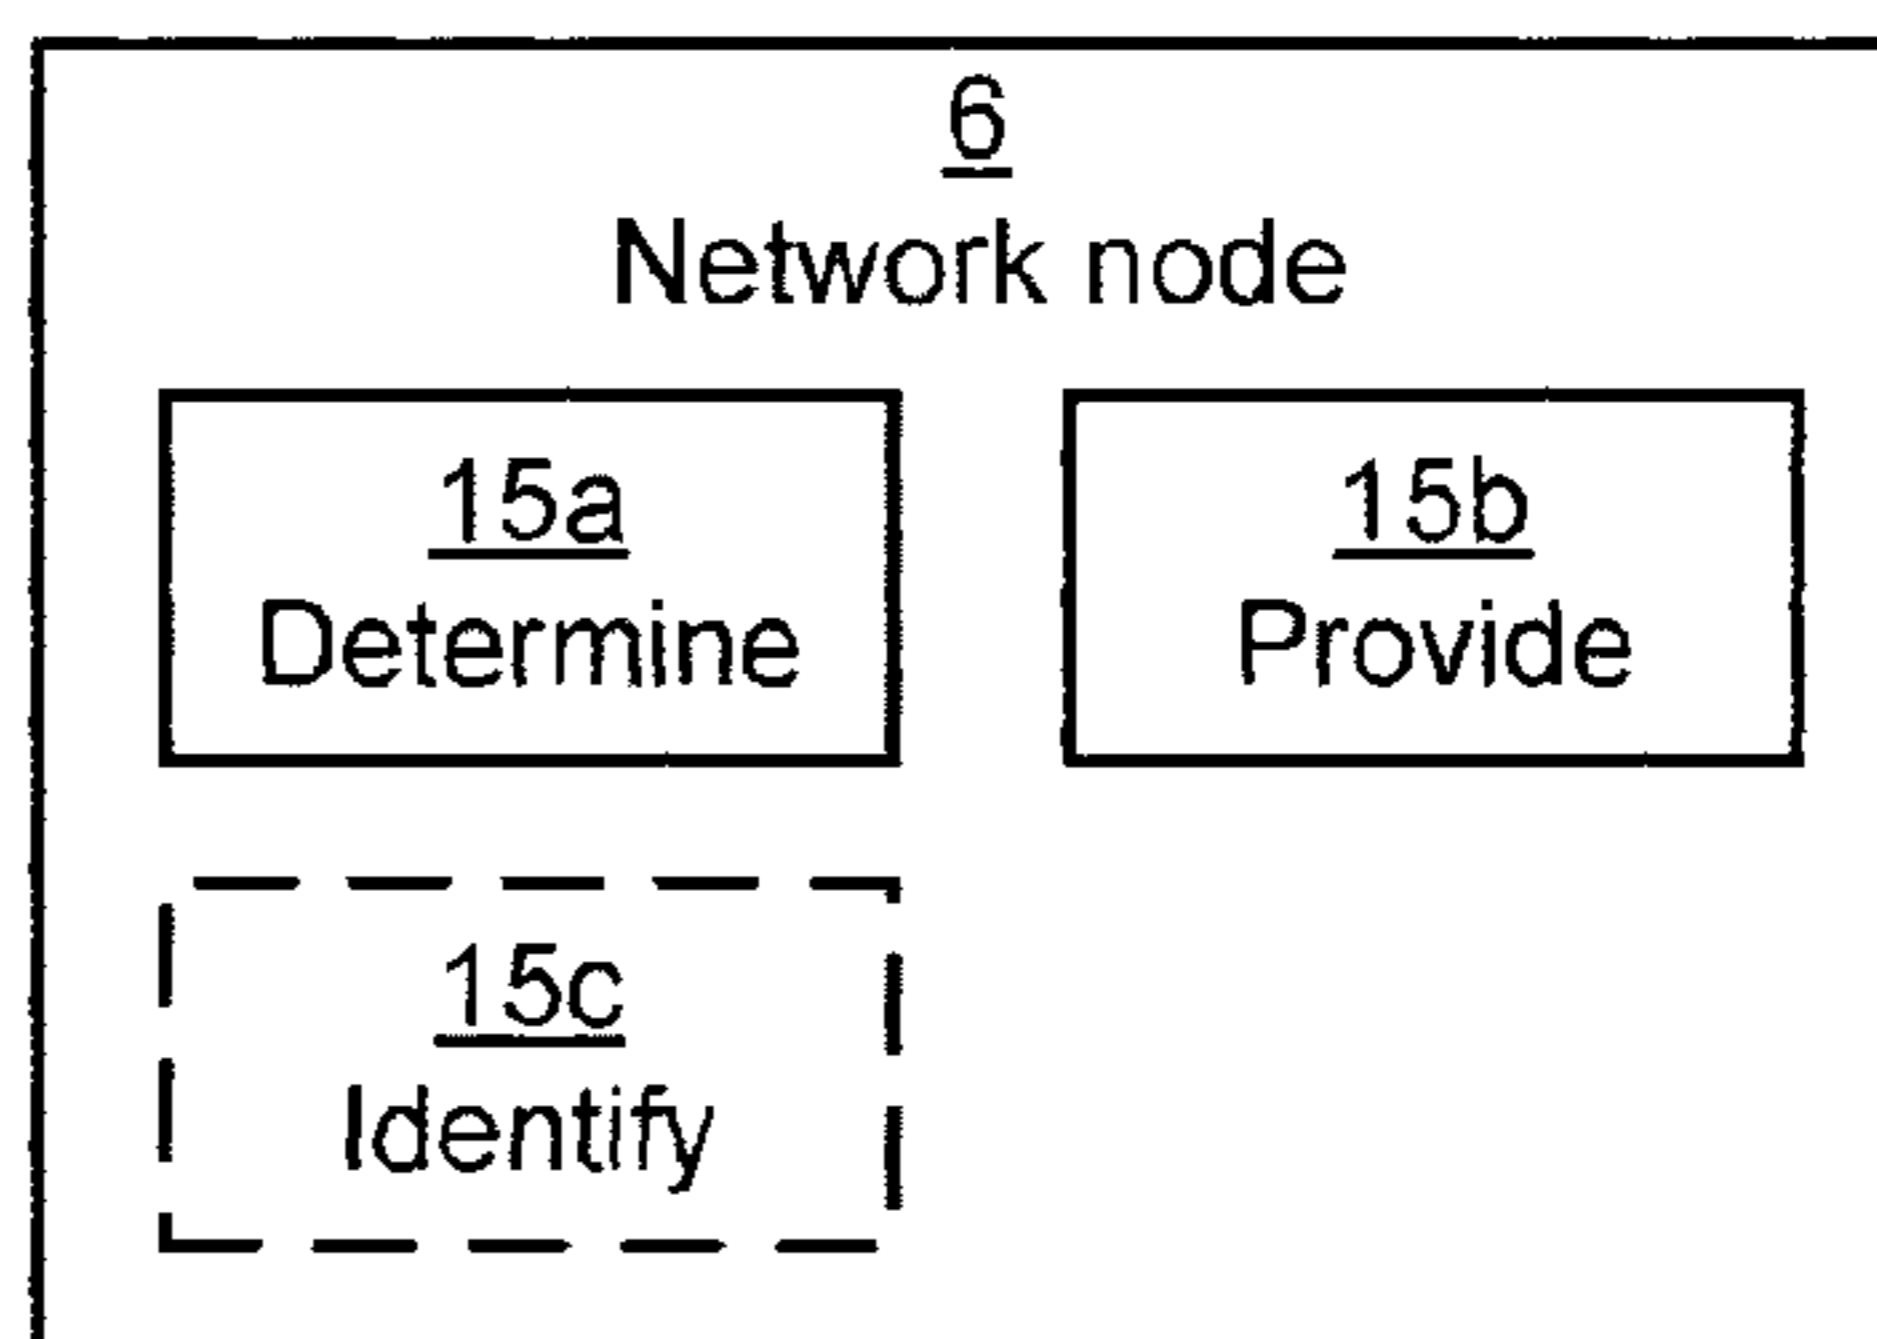 6
Network node
15a
Determine
15b
Provide
15c
Identify